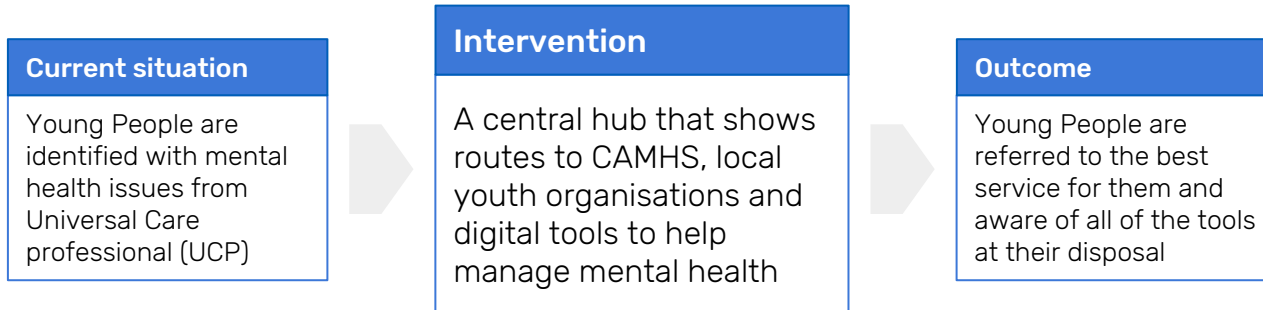 Current situation
Young People are
identified with mental
health issues from
Universal Care
professional (UCP)
Intervention
A central hub that shows
routes to CAMHS, local
youth organisations and
digital tools to help
manage mental health
Outcome
Young People are
referred to the best
service for them and
aware of all of the tools
at their disposal